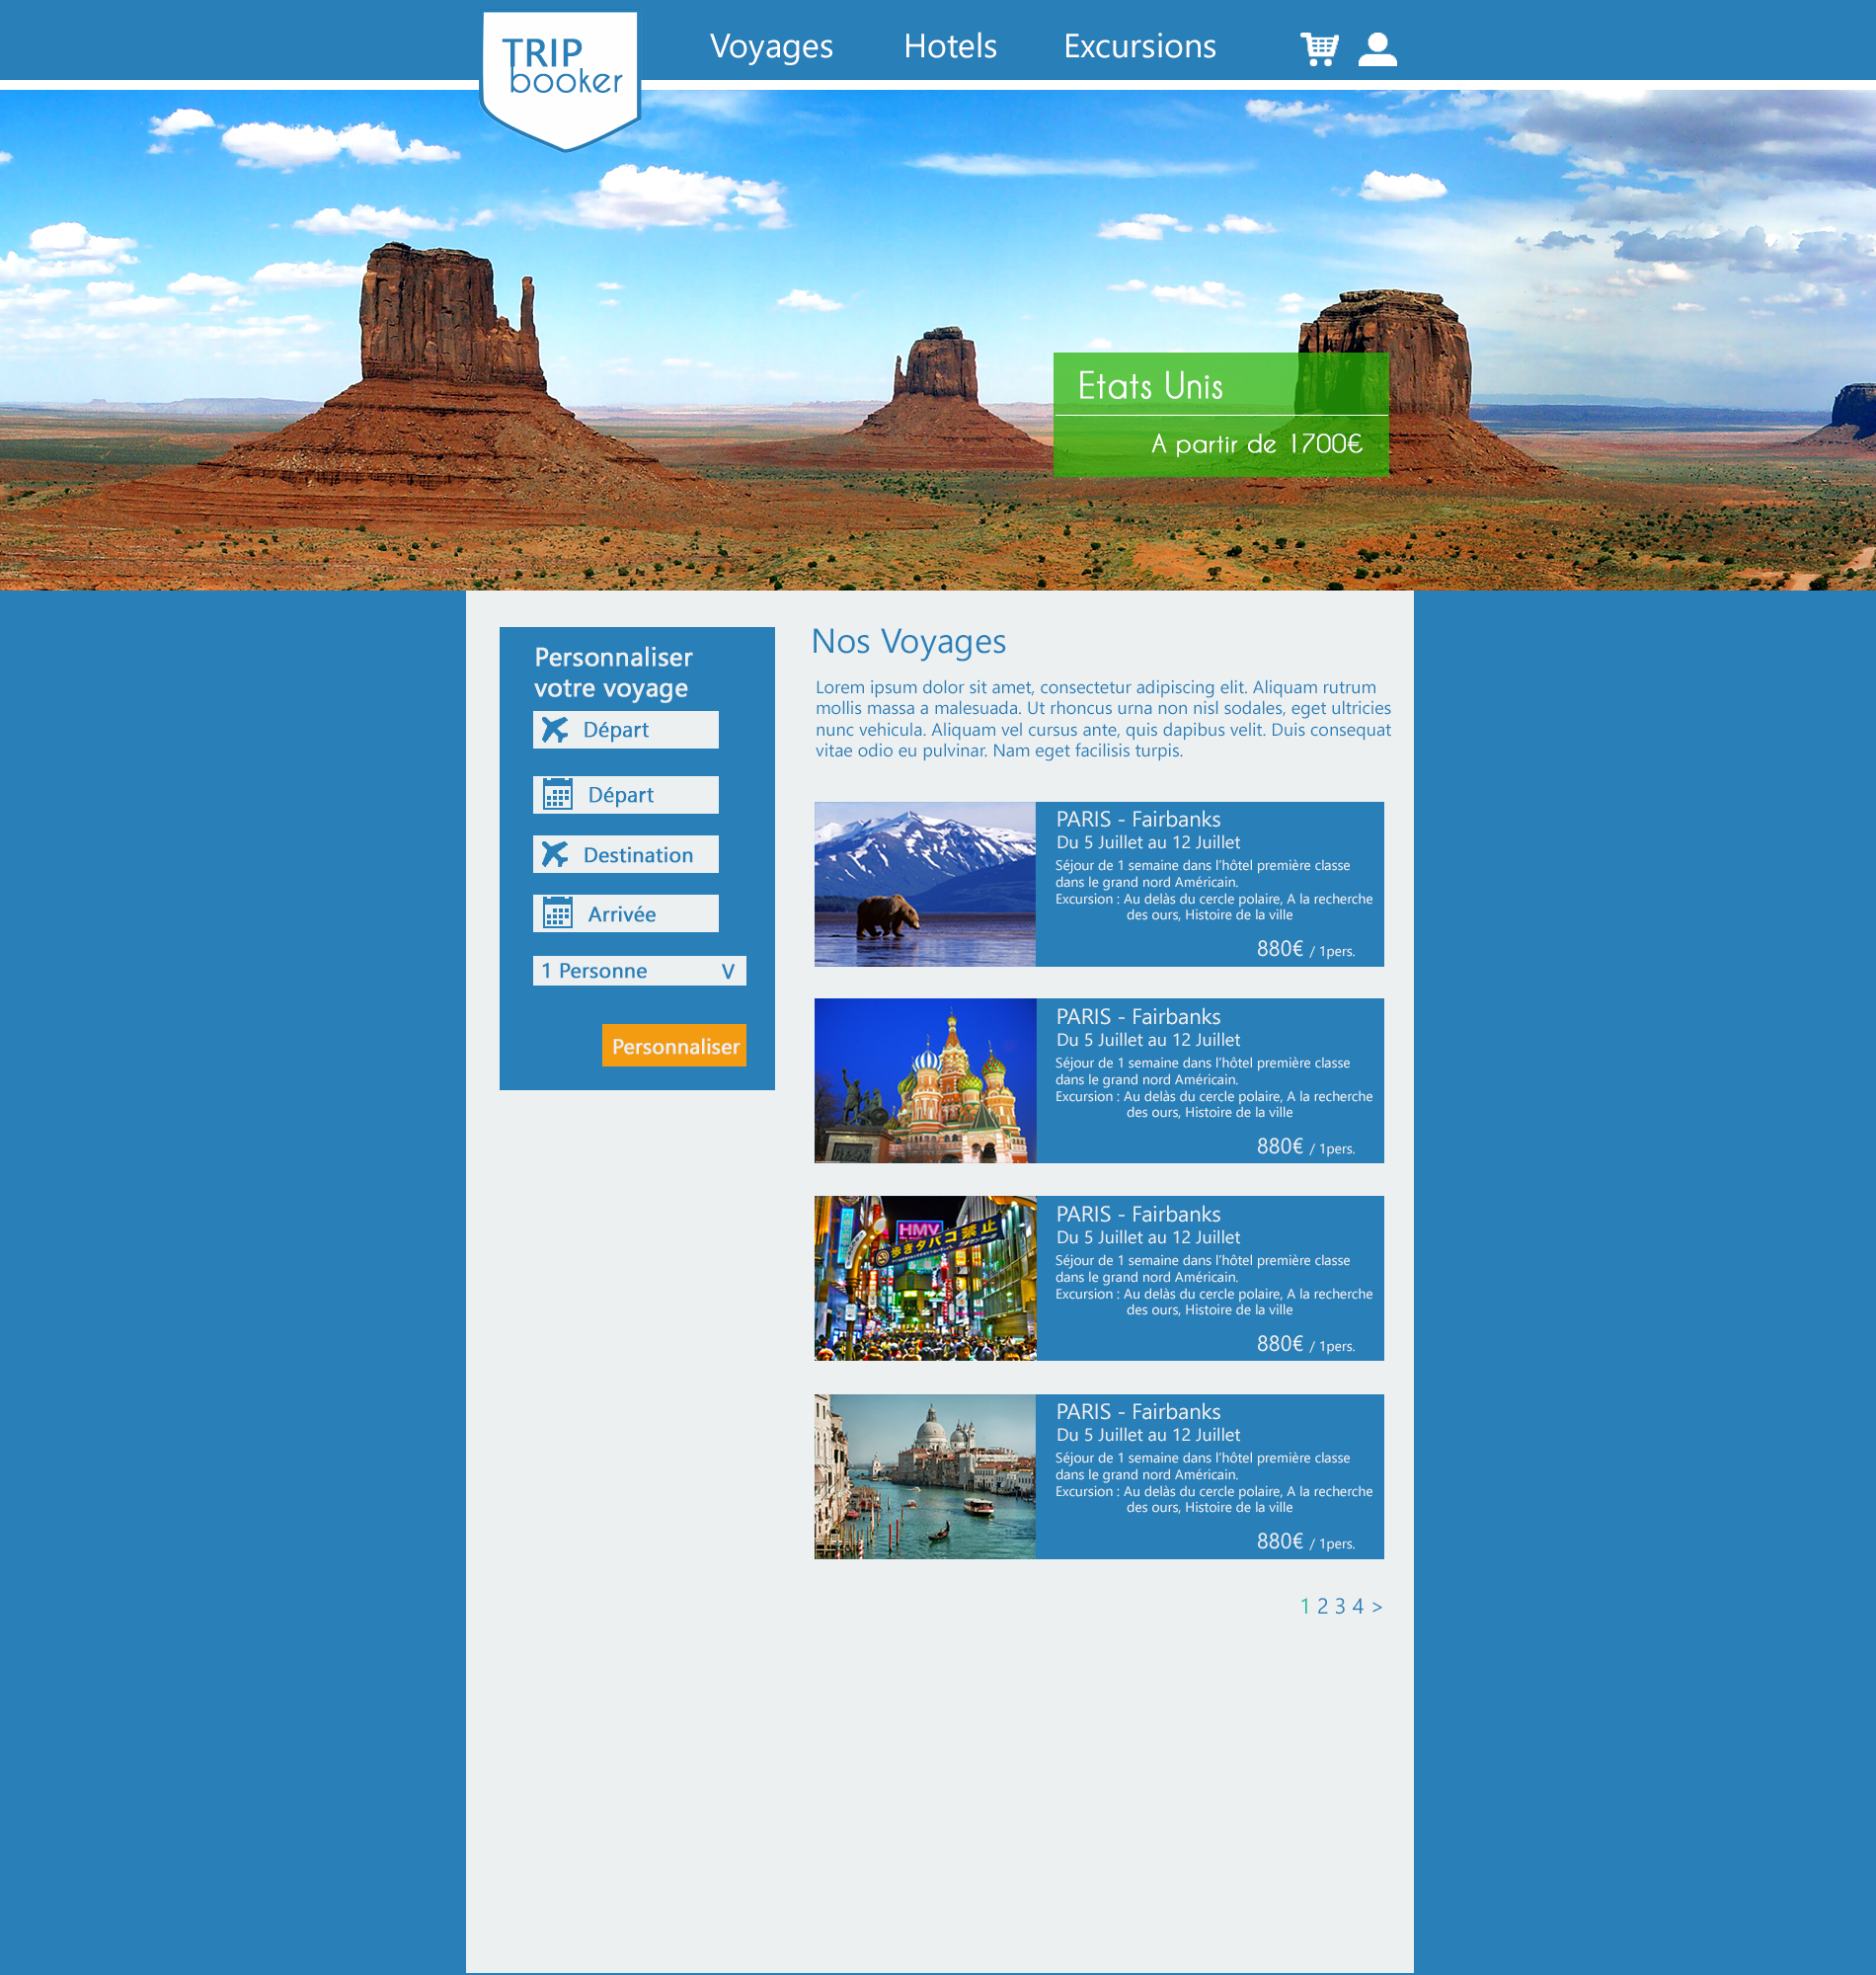 TRIP
booker
Voyages
Hotels
Excursions
Etats Unis
A partir de 1700€
Personnaliser
votre voyage
Départ
Départ
Destination
Arrivée
1 Personne V
Personnaliser
Nos Voyages
Lorem ipsum dolor sit amet, consectetur adipiscing elit. Aliquam rutrum
mollis massa a malesuada. Ut rhoncus urna non nisl sodales, eget ultricies
nunc vehicula. Aliquam vel cursus ante, quis dapibus velit. Duis consequat
vitae odio eu pulvinar. Nam eget facilisis turpis.
PARIS - Fairbanks
Du 5 Juillet au 12 Juillet
Séjour de 1 semaine dans l'hôtel première classe
dans le grand nord Américain.
Excursion : Au delàs du cercle polaire, A la recherche
des ours, Histoire de la ville
880€ / 1pers.
PARIS - Fairbanks
Du 5 Juillet au 12 Juillet
Séjour de 1 semaine dans l'hôtel première classe
dans le grand nord Américain.
Excursion : Au delàs du cercle polaire, A la recherche
des ours, Histoire de la ville
880€ / 1pers.
HMV
歩きタバコ禁止
PARIS - Fairbanks
Du 5 Juillet au 12 Juillet
Séjour de 1 semaine dans l'hôtel première classe
dans le grand nord Américain.
Excursion : Au delàs du cercle polaire, A la recherche
des ours, Histoire de la ville
880€ / 1pers.
PARIS - Fairbanks
Du 5 Juillet au 12 Juillet
Séjour de 1 semaine dans l'hôtel première classe
dans le grand nord Américain.
Excursion : Au delàs du cercle polaire, A la recherche
des ours, Histoire de la ville
880€ / 1pers.
1 2 3 4 >